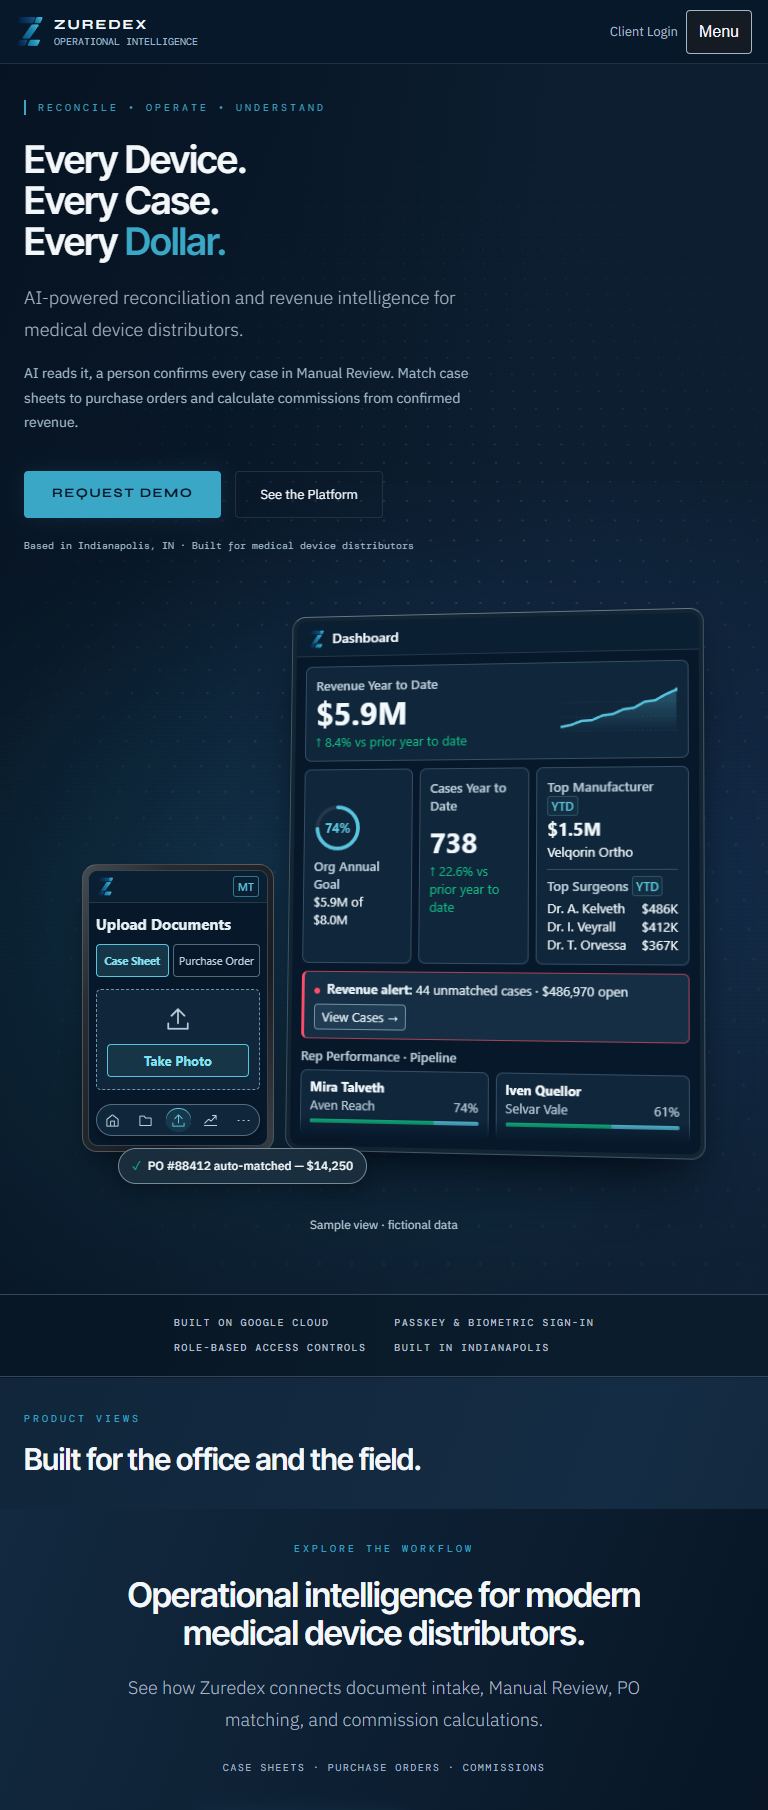 ZUREDEX
OPERATIONAL INTELLIGENCE
Client Login
Menu
RECONCILE • OPERATE • UNDERSTAND
Every Device.
Every Case.
Every Dollar.
AI-powered reconciliation and revenue intelligence for
medical device distributors.
AI reads it, a person confirms every case in Manual Review. Match case
sheets to purchase orders and calculate commissions from confirmed
revenue.
REQUEST DEMO
See the Platform
Based in Indianapolis, IN · Built for medical device distributors
Dashboard
Revenue Year to Date
$5.9M
↑ 8.4% vs prior year to date
74%
Org Annual
Goal
$5.9M of
$8.0M
Cases Year to
Date
738
↑ 22.6% vs
prior year to
date
Top Manufacturer
YTD
$1.5M
Velqorin Ortho
Top Surgeons YTD
Dr. A. Kelveth $486K
Dr. I. Veyrall $412K
Dr. T. Orvessa $367K
Revenue alert: 44 unmatched cases · $486,970 open
View Cases →
Rep Performance · Pipeline
Mira Talveth
Aven Reach 74%
Iven Quellor
Selvar Vale 61%
MT
Upload Documents
Case Sheet
Purchase Order
Take Photo
✓ PO #88412 auto-matched — $14,250
Sample view · fictional data
BUILT ON GOOGLE CLOUD
PASSKEY & BIOMETRIC SIGN-IN
ROLE-BASED ACCESS CONTROLS
BUILT IN INDIANAPOLIS
PRODUCT VIEWS
Built for the office and the field.
EXPLORE THE WORKFLOW
Operational intelligence for modern
medical device distributors.
See how Zuredex connects document intake, Manual Review, PO
matching, and commission calculations.
CASE SHEETS · PURCHASE ORDERS · COMMISSIONS